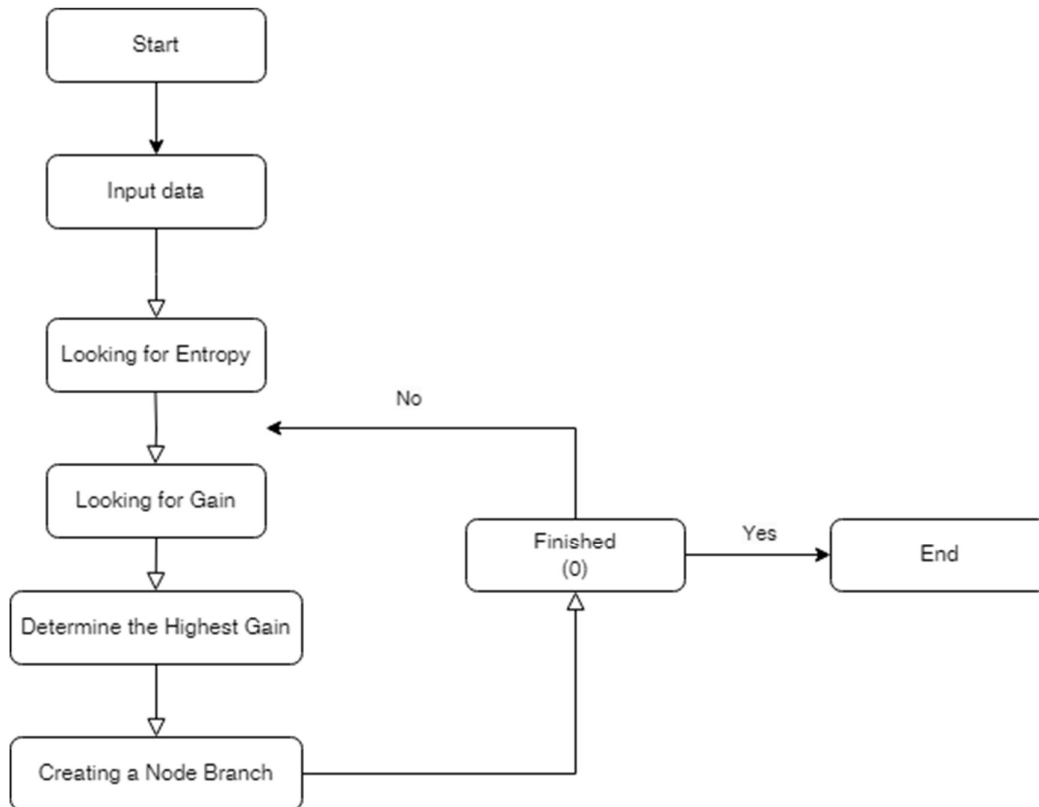 Start
Input data
Looking for Entropy
No
Looking for Gain
Finished
(0)
Yes
End
Determine the Highest Gain
Creating a Node Branch